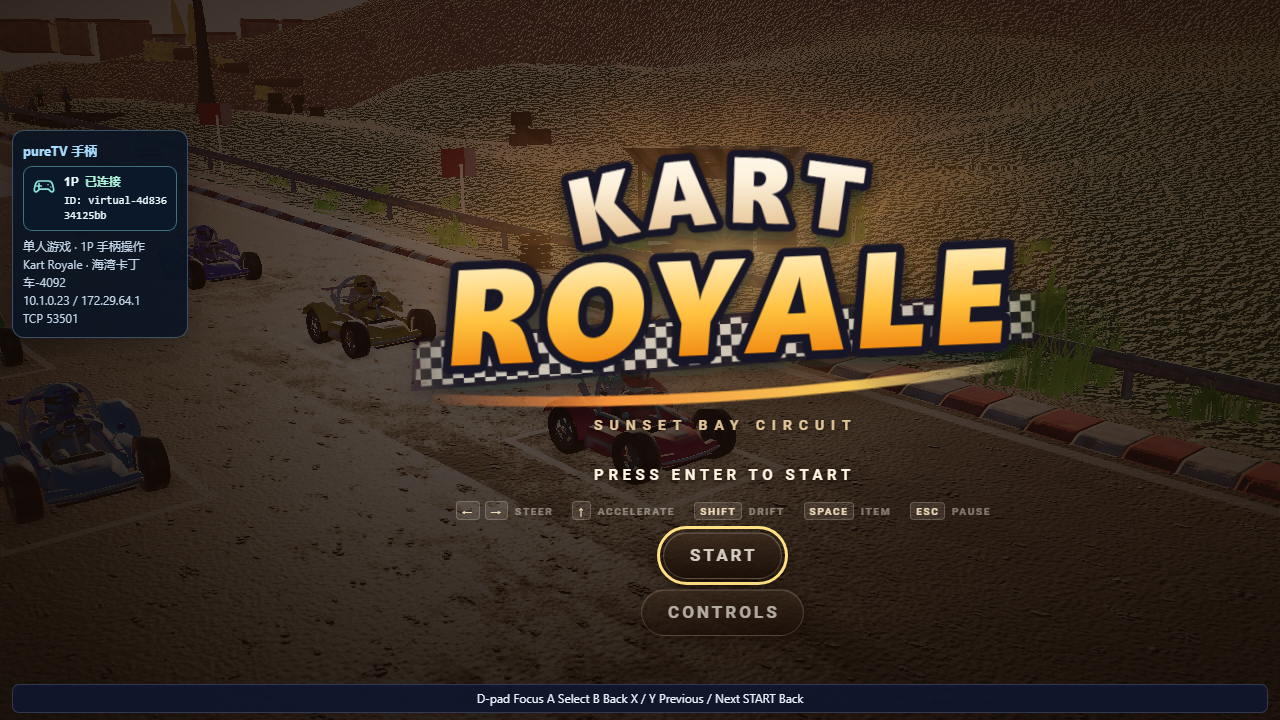 pureTV 手柄
1P 已连接
ID: virtual-4d836
34125bb
单人游戏 · 1P 手柄操作
Kart Royale · 海湾卡丁
车-4092
10.1.0.23 / 172.29.64.1
TCP 53501
KART
ROYALE
SUNSET BAY CIRCUIT
PRESS ENTER TO START
← → STEER ↑ ACCELERATE SHIFT DRIFT SPACE ITEM ESC PAUSE
START
CONTROLS
D-pad Focus A Select B Back X / Y Previous / Next START Back